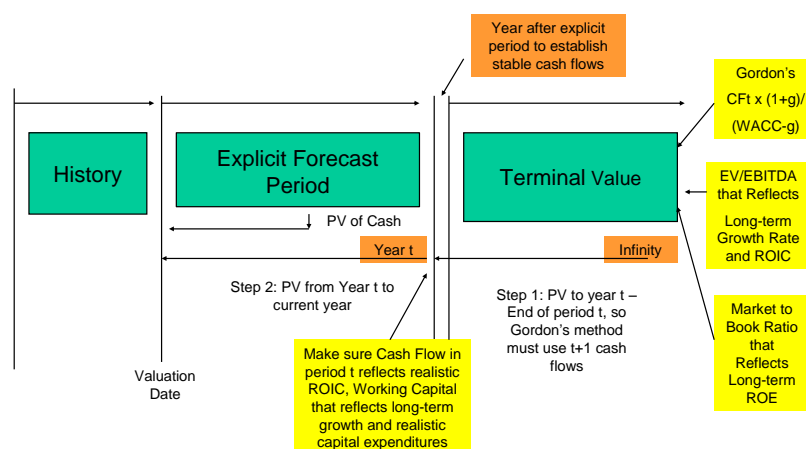 Year after explicit
period to establish
stable cash flows
Gordon's
CFt x (1+g)/
(WACC-g)
History
Explicit Forecast
Period
Terminal Value
EV/EBITDA
that Reflects
Long-term
Growth Rate
and ROIC
PV of Cash
Year t
Infinity
Step 2: PV from Year t to
current year
Step 1: PV to year t –
End of period t, so
Gordon's method
must use t+1 cash
flows
Market to
Book Ratio
that
Reflects
Long-term
ROE
Valuation
Date
Make sure Cash Flow in
period t reflects realistic
ROIC, Working Capital
that reflects long-term
growth and realistic
capital expenditures